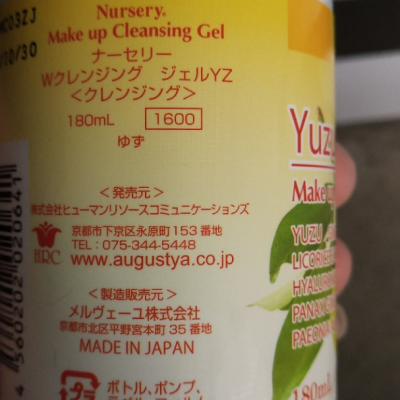 Nursery.
Make up Cleansing Gel
ナーセリー
Wクレンジング ジェルYZ
<クレンジング>
180mL 1600
ゆず
<発売元>
株式会社ヒューマンリソースコミュニケーションズ
HRC
京都市下京区永原町153番地
TEL : 075-344-5448
www.augustya.co.jp
<製造販売元>
メルヴェーユ株式会社
京都市北区平野宮本町35番地
MADE IN JAPAN
ボトル、ポンプ、
4 560202 020641
Make
YUZU
180mL